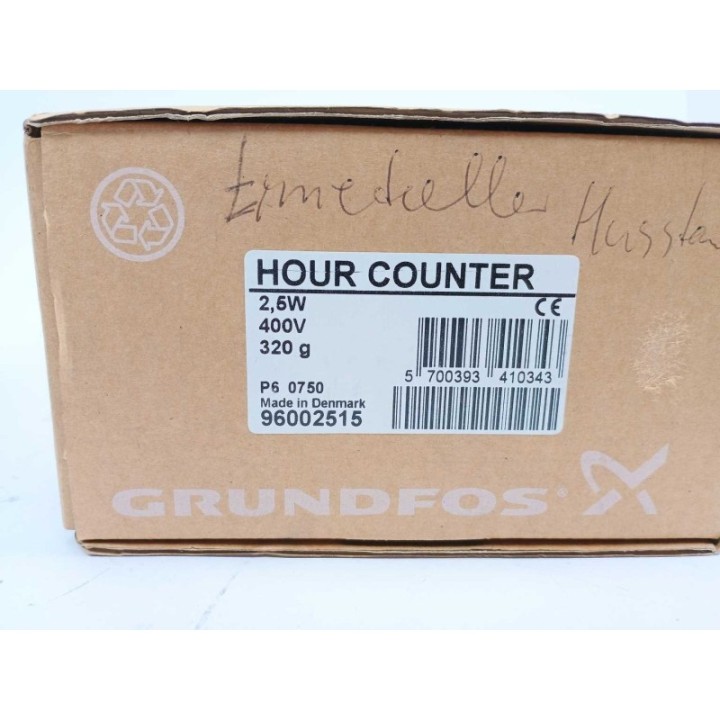 HOUR COUNTER
2,5W
400V
320 g
CE
5 700393 410343
P6 0750
Made in Denmark
96002515
GRUNDFOS